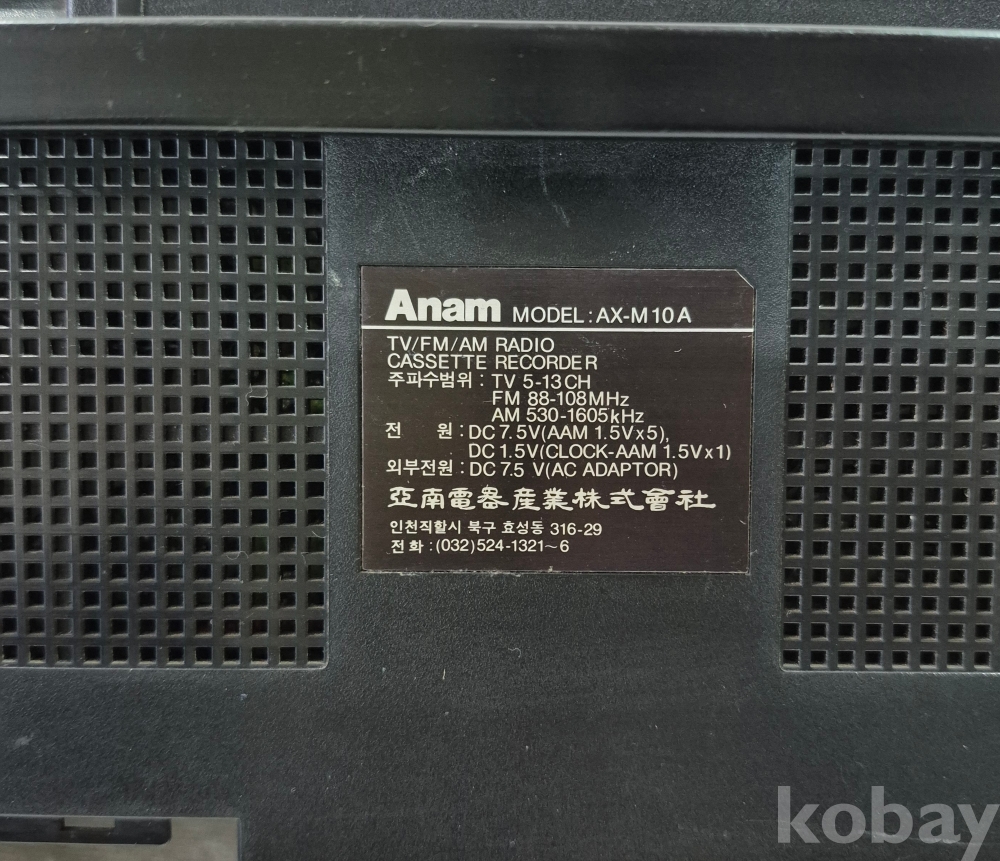 Anam MODEL:AX-M10A
TV/FM/AM RADIO
CASSETTE RECORDER
주파수범위 : TV 5-13CH
FM 88-108MHz
AM 530-1605kHz
전 원 : DC 7.5V(AAM 1.5Vx5),
DC 1.5V(CLOCK-AAM 1.5Vx1)
외부전원 : DC 7.5 V(AC ADAPTOR)
亞南電器産業株式會社
인천직할시 북구 효성동 316-29
전화 : (032)524-1321~6
kobay